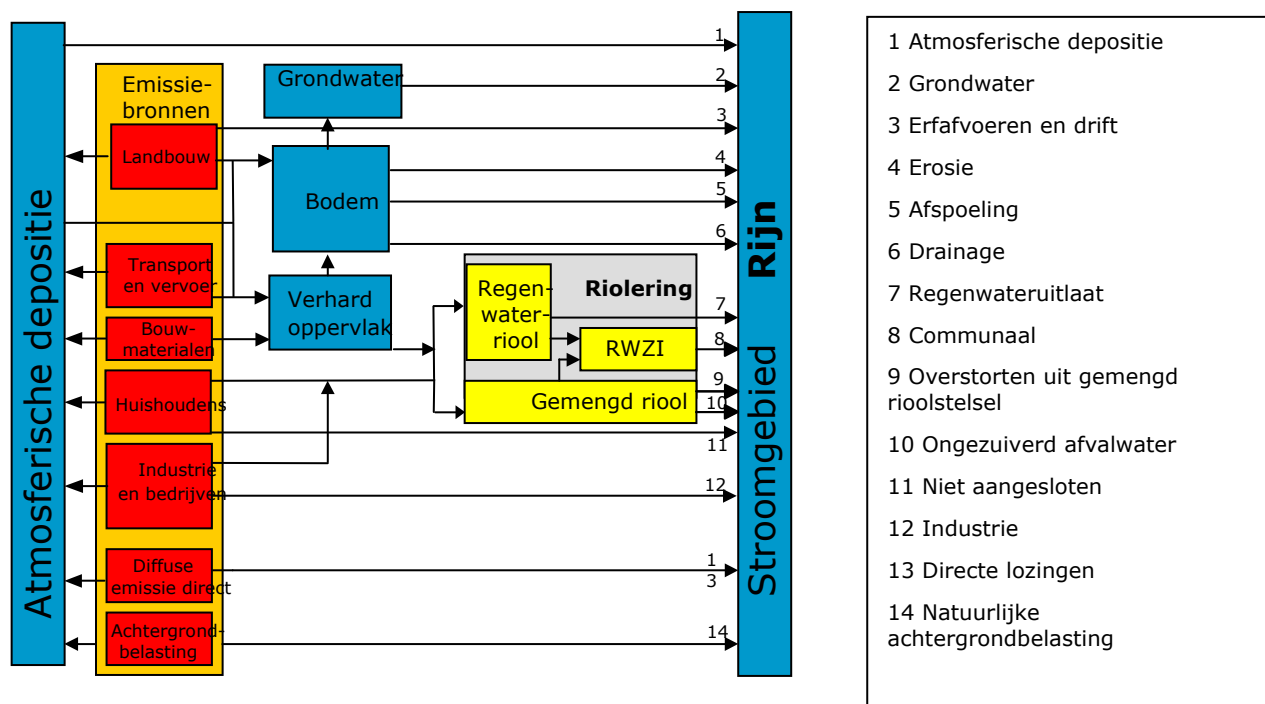 Atmosferische depositie
Emissie-
bronnen
Landbouw
Transport
en vervoer
Bouw-
materialen
Huishoudens
Industrie
en bedrijven
Diffuse
emissie direct
Achtergrond-
belasting
Grondwater
Bodem
Verhard
oppervlak
Riolering
Regen-
water-
riool
RWZI
Gemengd riool
1
2
3
4
5
6
7
8
9
10
11
12
1
3
14
Stroomgebied Rijn
1 Atmosferische depositie
2 Grondwater
3 Erfafvoeren en drift
4 Erosie
5 Afspoeling
6 Drainage
7 Regenwateruitlaat
8 Communaal
9 Overstorten uit gemengd
rioolstelsel
10 Ongezuiverd afvalwater
11 Niet aangesloten
12 Industrie
13 Directe lozingen
14 Natuurlijke
achtergrondbelasting